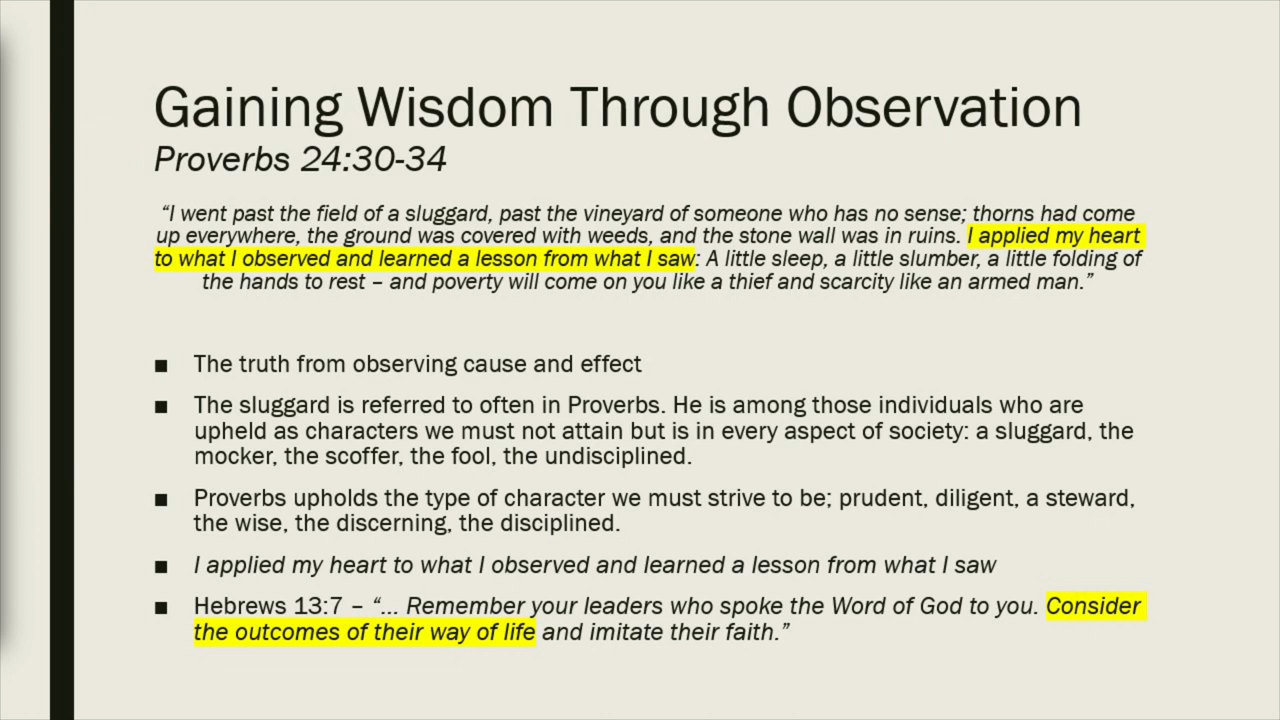 Gaining Wisdom Through Observation
Proverbs 24:30-34
“I went past the field of a sluggard, past the vineyard of someone who has no sense; thorns had come
up everywhere, the ground was covered with weeds, and the stone wall was in ruins. I applied my heart
to what I observed and learned a lesson from what I saw: A little sleep, a little slumber, a little folding of
the hands to rest – and poverty will come on you like a thief and scarcity like an armed man.”
■ The truth from observing cause and effect
■ The sluggard is referred to often in Proverbs. He is among those individuals who are
upheld as characters we must not attain but is in every aspect of society: a sluggard, the
mocker, the scoffer, the fool, the undisciplined.
■ Proverbs upholds the type of character we must strive to be; prudent, diligent, a steward,
the wise, the discerning, the disciplined.
■ I applied my heart to what I observed and learned a lesson from what I saw
■ Hebrews 13:7 – “... Remember your leaders who spoke the Word of God to you. Consider
the outcomes of their way of life and imitate their faith.”